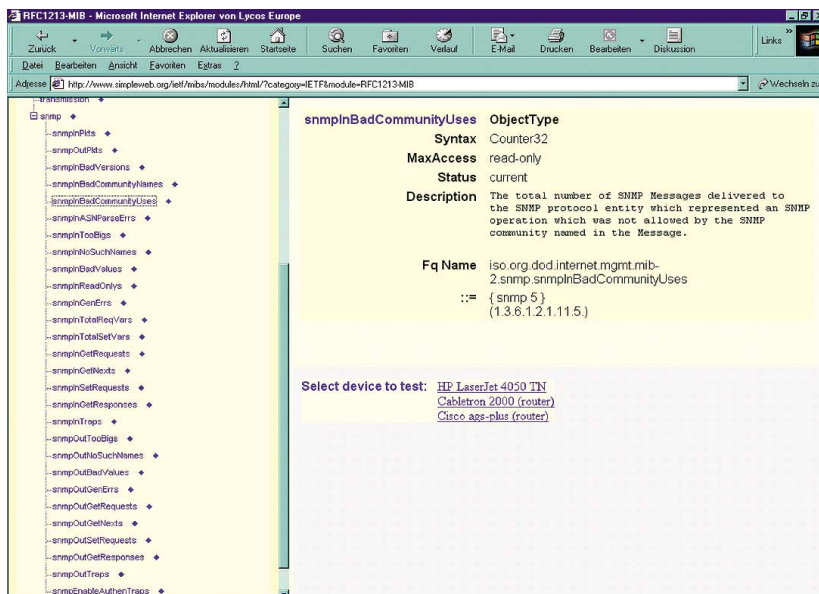 RFC1213-MIB - Microsoft Internet Explorer von Lycos Europe
Zurück Vorwärts Abbrechen Aktualisieren Startseite Suchen Favoriten Verlauf E-Mail Drucken Bearbeiten Diskussion Links »
Datei Bearbeiten Ansicht Favoriten Extras ?
Adresse http://www.simpleweb.org/ietf/mibs/modules/html/?category=IETF&module=RFC1213-MIB Wechseln zu
transmission
snmp
snmpInPkts
snmpOutPkts
snmpInBadVersions
snmpInBadCommunityNames
snmpInBadCommunityUses
snmpInASNParseErrs
snmpInTooBigs
snmpInNoSuchNames
snmpInBadValues
snmpInReadOnlys
snmpInGenErrs
snmpInTotalReqVars
snmpInTotalSetVars
snmpInGetRequests
snmpInGetNexts
snmpInSetRequests
snmpInGetResponses
snmpInTraps
snmpOutTooBigs
snmpOutNoSuchNames
snmpOutBadValues
snmpOutGenErrs
snmpOutGetRequests
snmpOutGetNexts
snmpOutSetRequests
snmpOutGetResponses
snmpOutTraps
snmpEnableAuthenTraps
snmpInBadCommunityUses ObjectType
Syntax Counter32
MaxAccess read-only
Status current
Description The total number of SNMP Messages delivered to
the SNMP protocol entity which represented an SNMP
operation which was not allowed by the SNMP
community named in the Message.
Fq Name iso.org.dod.internet.mgmt.mib-
2.snmp.snmpInBadCommunityUses
::= { snmp 5 }
(1.3.6.1.2.1.11.5.)
Select device to test: HP LaserJet 4050 TN
Cabletron 2000 (router)
Cisco ags-plus (router)